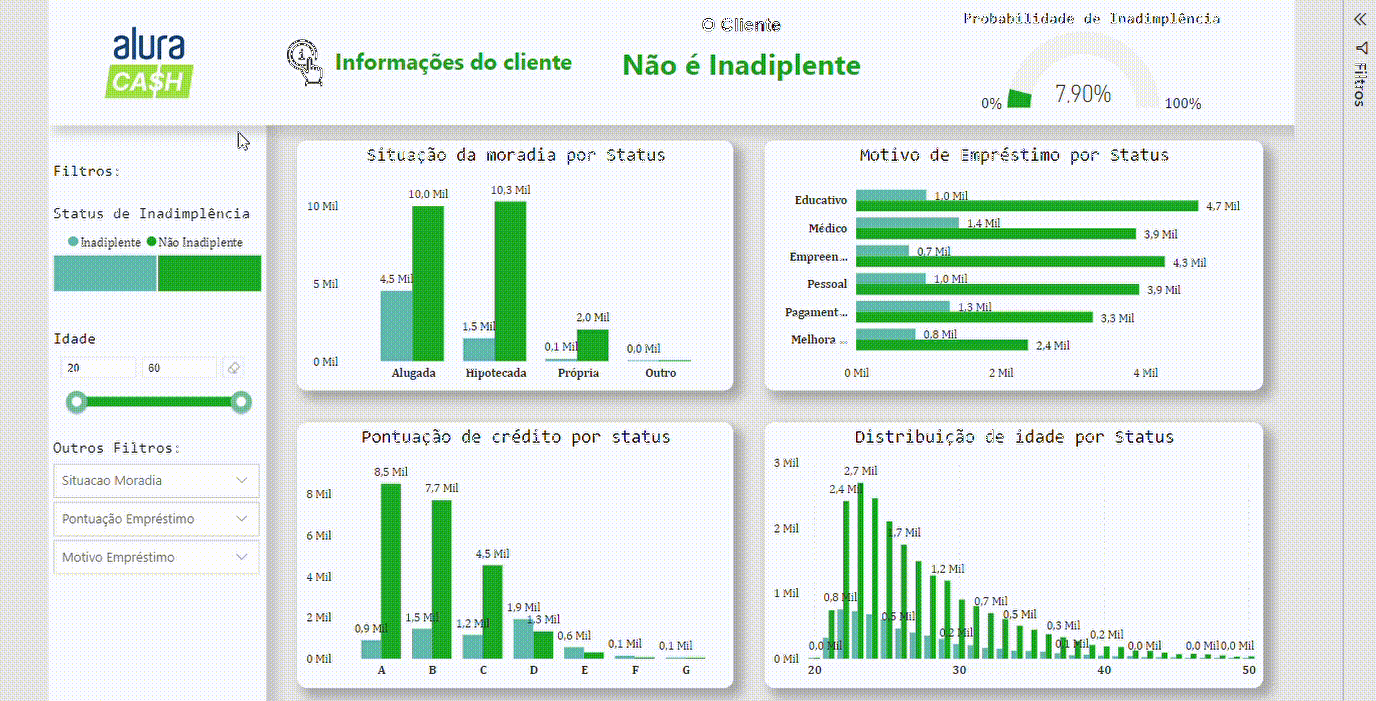 alura
CA$H
Informações do cliente
O Cliente
Não é Inadiplente
Probabilidade de Inadimplência
0%
7,90%
100%
Filtros
Filtros:
Status de Inadimplência
Inadiplente
Não Inadiplente
Idade
20
60
Outros Filtros:
Situacao Moradia
Pontuação Empréstimo
Motivo Empréstimo
Situação da moradia por Status
10 Mil
5 Mil
0 Mil
4,5 Mil
10,0 Mil
1,5 Mil
10,3 Mil
0,1 Mil
2,0 Mil
0,0 Mil
Alugada
Hipotecada
Própria
Outro
Motivo de Empréstimo por Status
Educativo
1,0 Mil
4,7 Mil
Médico
1,4 Mil
3,9 Mil
Empreen...
0,7 Mil
4,3 Mil
Pessoal
1,0 Mil
3,9 Mil
Pagament...
1,3 Mil
3,3 Mil
Melhora ...
0,8 Mil
2,4 Mil
0 Mil
2 Mil
4 Mil
Pontuação de crédito por status
8 Mil
6 Mil
4 Mil
2 Mil
0 Mil
0,9 Mil
8,5 Mil
1,5 Mil
7,7 Mil
1,2 Mil
4,5 Mil
1,9 Mil
1,3 Mil
0,6 Mil
0,1 Mil
0,1 Mil
A
B
C
D
E
F
G
Distribuição de idade por Status
3 Mil
2 Mil
1 Mil
0 Mil
0,0 Mil
0,8 Mil
2,4 Mil
2,7 Mil
1,7 Mil
0,5 Mil
1,2 Mil
0,2 Mil
0,7 Mil
0,5 Mil
0,3 Mil
0,1 Mil
0,2 Mil
0,0 Mil
0,0 Mil
0,0 Mil
20
30
40
50